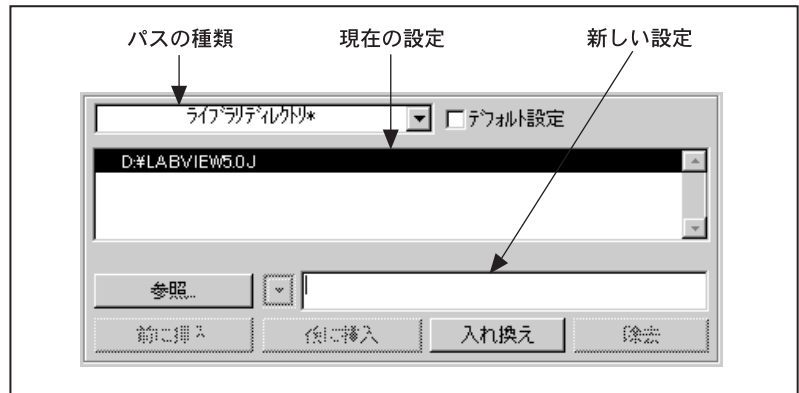 パスの種類 現在の設定 新しい設定
ﾗｲﾌﾞﾗﾘﾃﾞｨﾚｸﾄﾘ* ﾃﾞﾌｫﾙﾄ設定
D:¥LABVIEW5.0J
参照...
前に挿入 後に挿入 入れ換え 除去